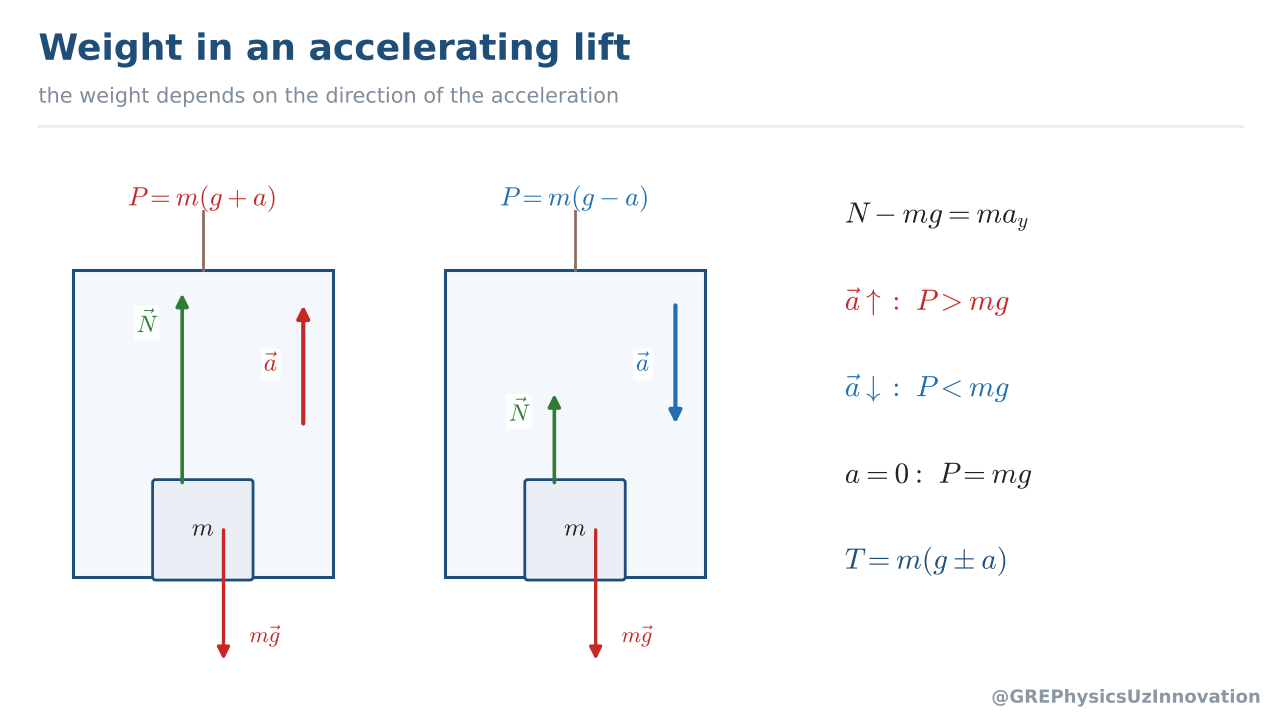 Weight in an accelerating lift
the weight depends on the direction of the acceleration
P = m(g + a)
P = m(g − a)
N⃗
a⃗
m
mg⃗
N⃗
a⃗
m
mg⃗
N − mg = ma_y
a⃗ ↑ : P > mg
a⃗ ↓ : P < mg
a = 0 : P = mg
T = m(g ± a)
@GREPhysicsUzInnovation